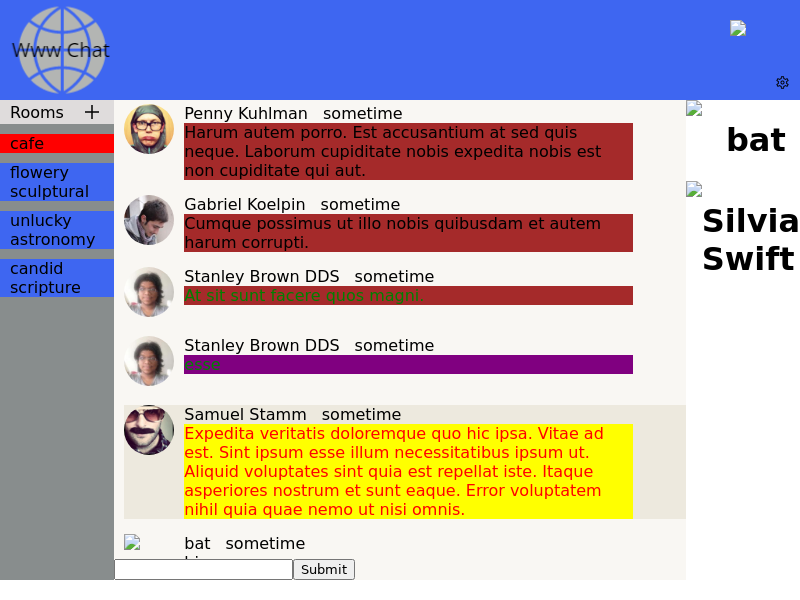 Www Chat
Rooms
cafe
flowery
sculptural
unlucky
astronomy
candid
scripture
Penny Kuhlman sometime
Harum autem porro. Est accusantium at sed quis
neque. Laborum cupiditate nobis expedita nobis est
non cupiditate qui aut.
Gabriel Koelpin sometime
Cumque possimus ut illo nobis quibusdam et autem
harum corrupti.
Stanley Brown DDS sometime
At sit sunt facere quos magni.
Stanley Brown DDS sometime
esse
Samuel Stamm sometime
Expedita veritatis doloremque quo hic ipsa. Vitae ad
est. Sint ipsum esse illum necessitatibus ipsum ut.
Aliquid voluptates sint quia est repellat iste. Itaque
asperiores nostrum et sunt eaque. Error voluptatem
nihil quia quae nemo ut nisi omnis.
bat sometime
Submit
bat
Silvia
Swift